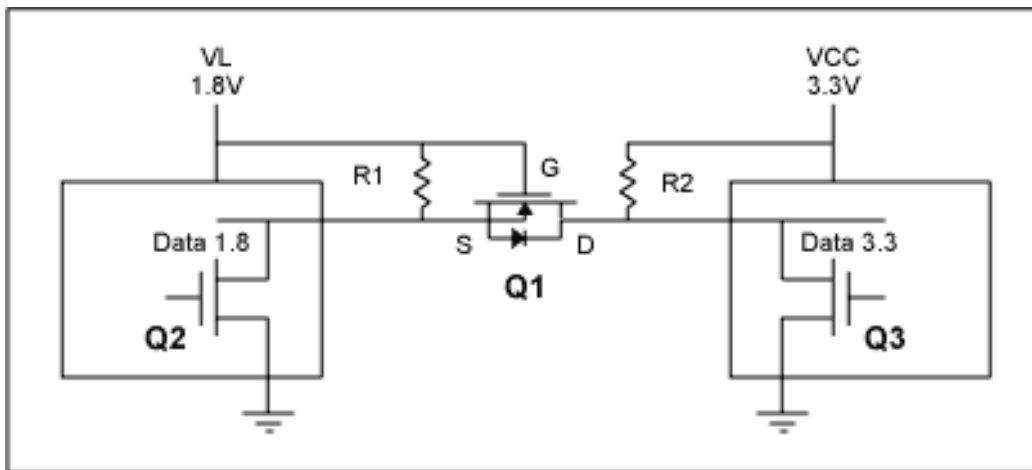 VL
1.8V
VCC
3.3V
R1
G
R2
Data 1.8
S
D
Data 3.3
Q1
Q2
Q3